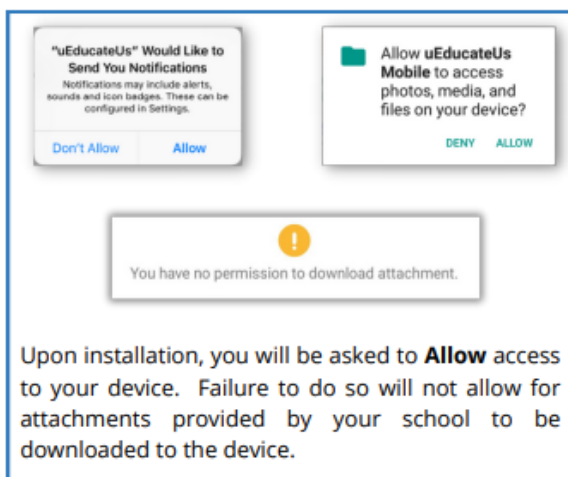 "uEducateUs" Would Like to
Send You Notifications
Notifications may include alerts,
sounds and icon badges. These can be
configured in Settings.
Don't Allow
Allow
Allow uEducateUs
Mobile to access
photos, media, and
files on your device?
DENY
ALLOW
You have no permission to download attachment.
Upon installation, you will be asked to Allow access
to your device. Failure to do so will not allow for
attachments provided by your school to be
downloaded to the device.